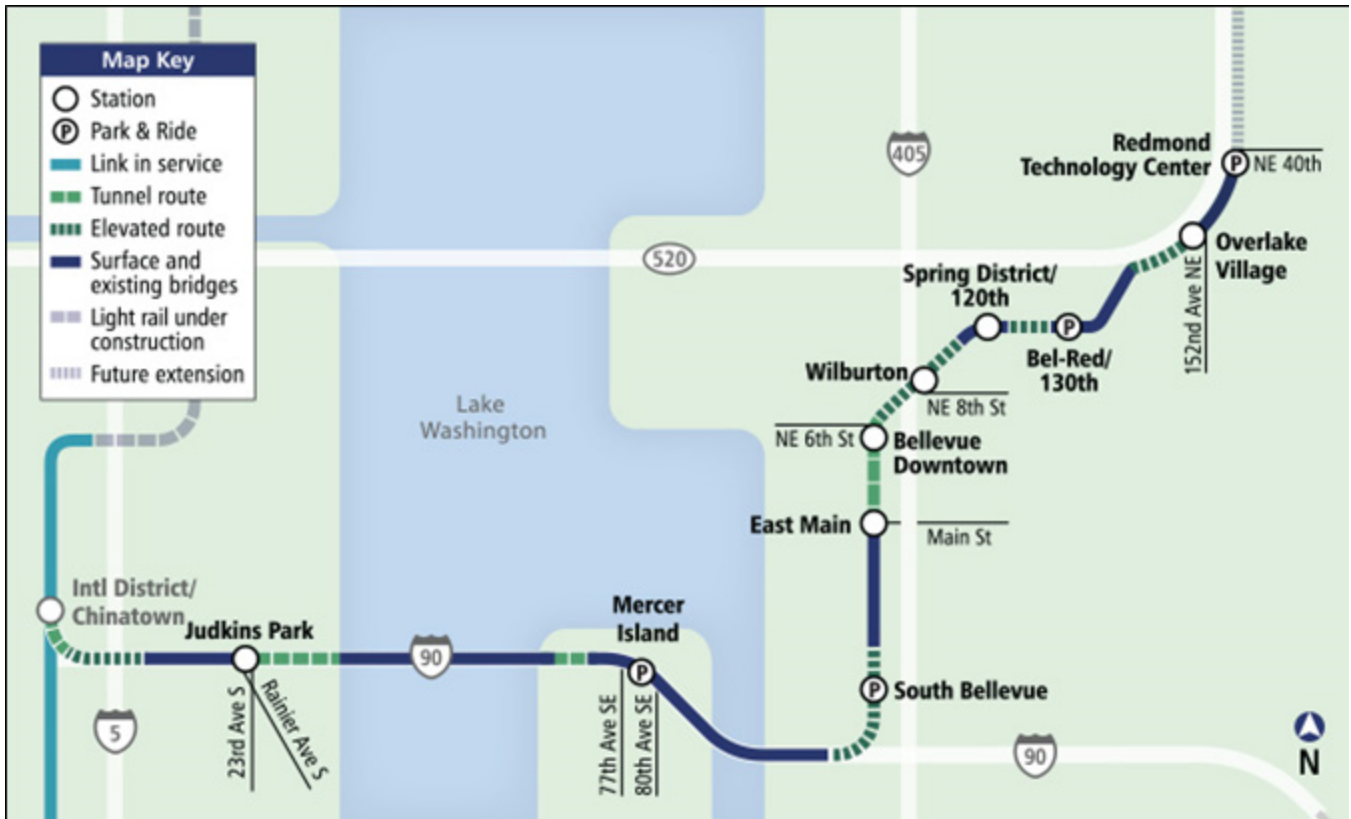 Map Key
Station
P Park & Ride
Link in service
Tunnel route
Elevated route
Surface and
existing bridges
Light rail under
construction
Future extension
405
Redmond
Technology Center
P
NE 40th
520
Overlake
Village
152nd Ave NE
Spring District/
120th
P
Bel-Red/
130th
Wilburton
NE 8th St
Lake
Washington
NE 6th St
Bellevue
Downtown
East Main
Main St
Intl District/
Chinatown
Judkins Park
23rd Ave S
Rainier Ave S
5
90
Mercer
Island
P
77th Ave SE
80th Ave SE
P
South Bellevue
90
N